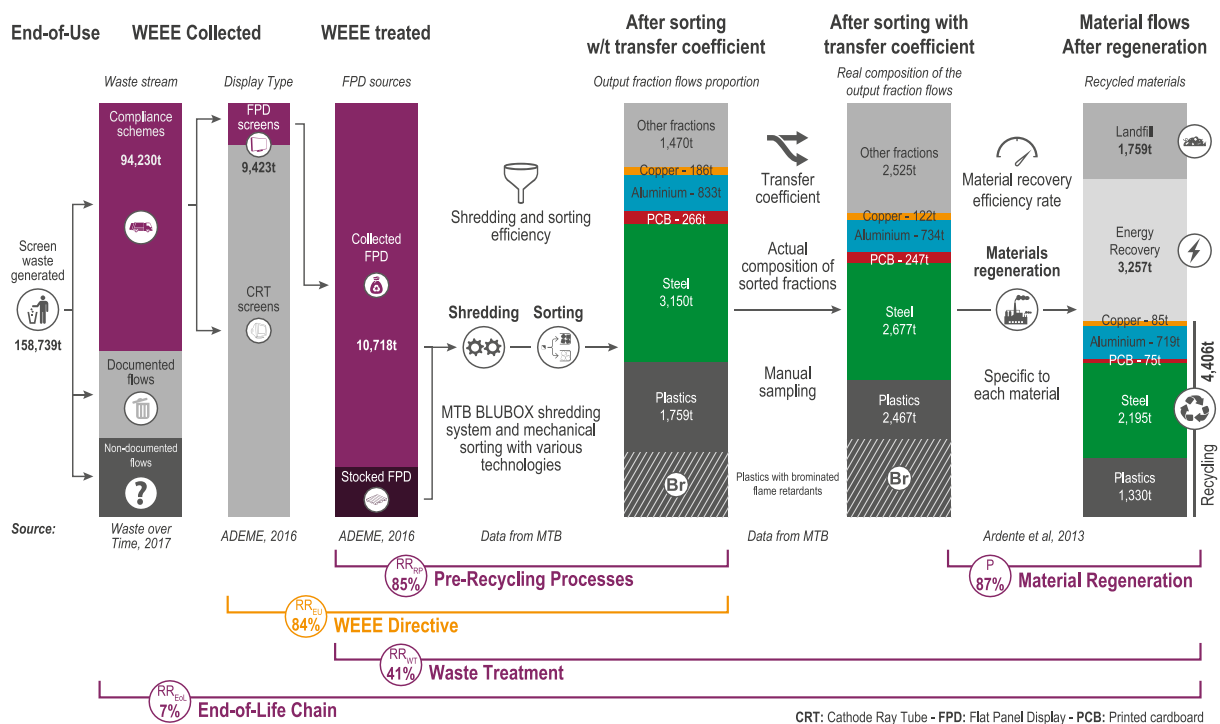 End-of-Use
WEEE Collected
WEEE treated
After sorting
w/t transfer coefficient
After sorting with
transfer coefficient
Material flows
After regeneration
Waste stream
Display Type
FPD sources
Output fraction flows proportion
Real composition of the
output fraction flows
Recycled materials
Screen
waste generated
158,739t
Compliance
schemes
94,230t
Documented
flows
Non-documented
flows
?
FPD
screens
9,423t
CRT
screens
Collected
FPD
10,718t
Stocked FPD
Shredding and sorting
efficiency
Shredding
Sorting
MTB BLUBOX shredding
system and mechanical
sorting with various
technologies
Other fractions
1,470t
Copper - 186t
Aluminium - 833t
PCB - 266t
Steel
3,150t
Plastics
1,759t
Br
Transfer
coefficient
Actual
composition of
sorted fractions
Manual
sampling
Plastics with brominated
flame retardants
Other fractions
2,525t
Copper - 122t
Aluminium - 734t
PCB - 247t
Steel
2,677t
Plastics
2,467t
Br
Material recovery
efficiency rate
Materials
regeneration
Specific to
each material
Landfill
1,759t
Energy
Recovery
3,257t
Copper - 85t
Aluminium - 719t
PCB - 75t
Steel
2,195t
Plastics
1,330t
4,406t
Recycling
Source:
Waste over
Time, 2017
ADEME, 2016
ADEME, 2016
Data from MTB
Data from MTB
Ardente et al, 2013
RRRP
85%
Pre-Recycling Processes
P
87%
Material Regeneration
RREU
84%
WEEE Directive
RRWT
41%
Waste Treatment
RREoL
7%
End-of-Life Chain
CRT: Cathode Ray Tube - FPD: Flat Panel Display - PCB: Printed cardboard